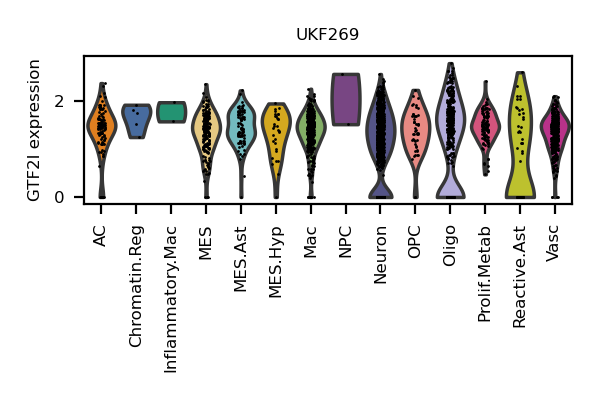 UKF269
GTF2I expression
2
0
AC
Chromatin.Reg
Inflammatory.Mac
MES
MES.Ast
MES.Hyp
Mac
NPC
Neuron
OPC
Oligo
Prolif.Metab
Reactive.Ast
Vasc